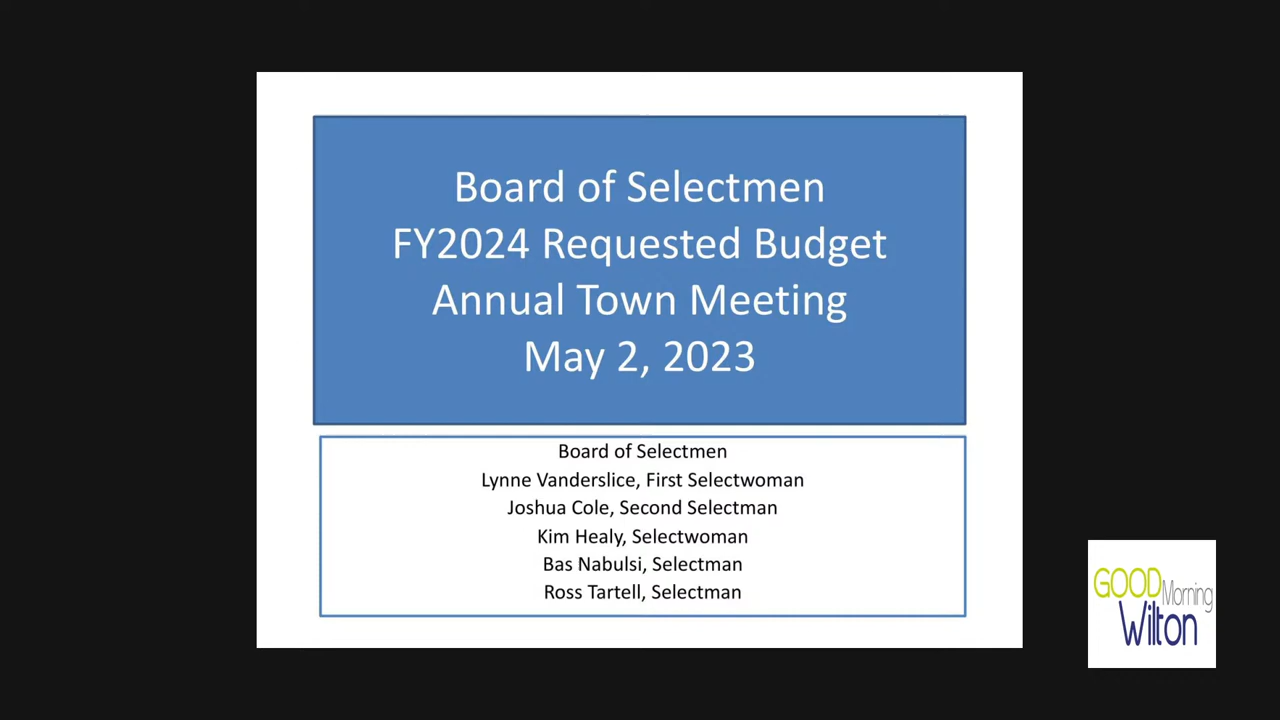 Board of Selectmen
FY2024 Requested Budget
Annual Town Meeting
May 2, 2023
Board of Selectmen
Lynne Vanderslice, First Selectwoman
Joshua Cole, Second Selectman
Kim Healy, Selectwoman
Bas Nabulsi, Selectman
Ross Tartell, Selectman
GOOD Morning
Wilton